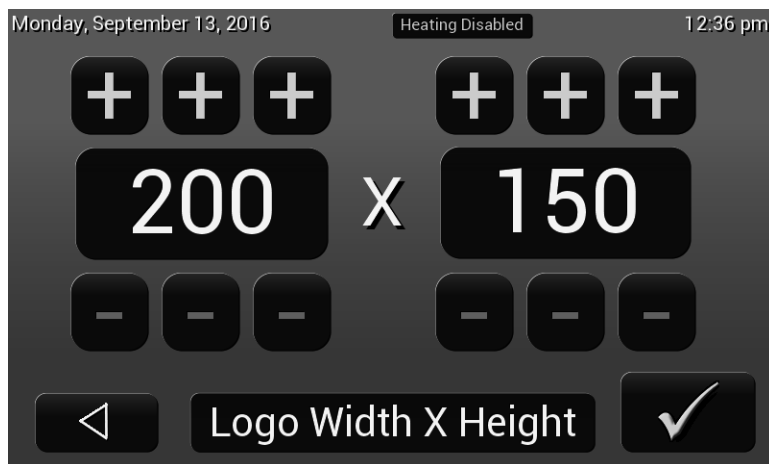 Monday, September 13, 2016 Heating Disabled 12:36 pm
+ + + + + +
200 X 150
- - - - - -
Logo Width X Height